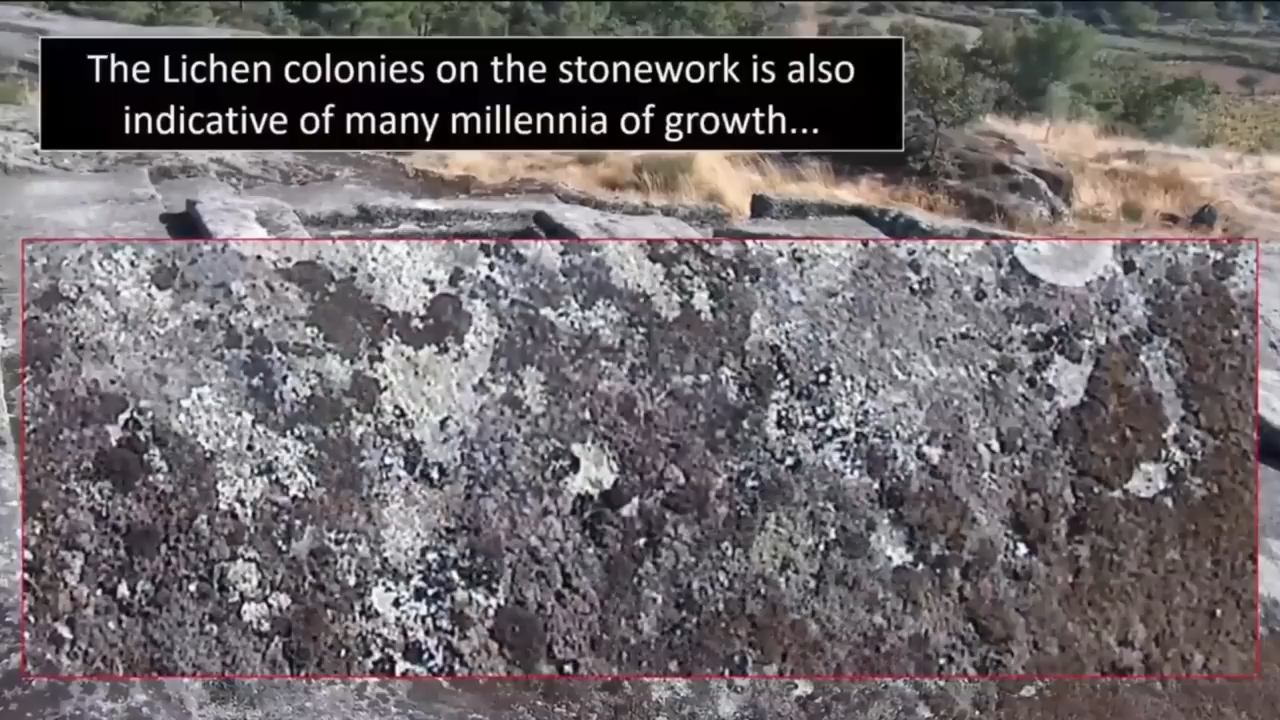 The Lichen colonies on the stonework is also
indicative of many millennia of growth...